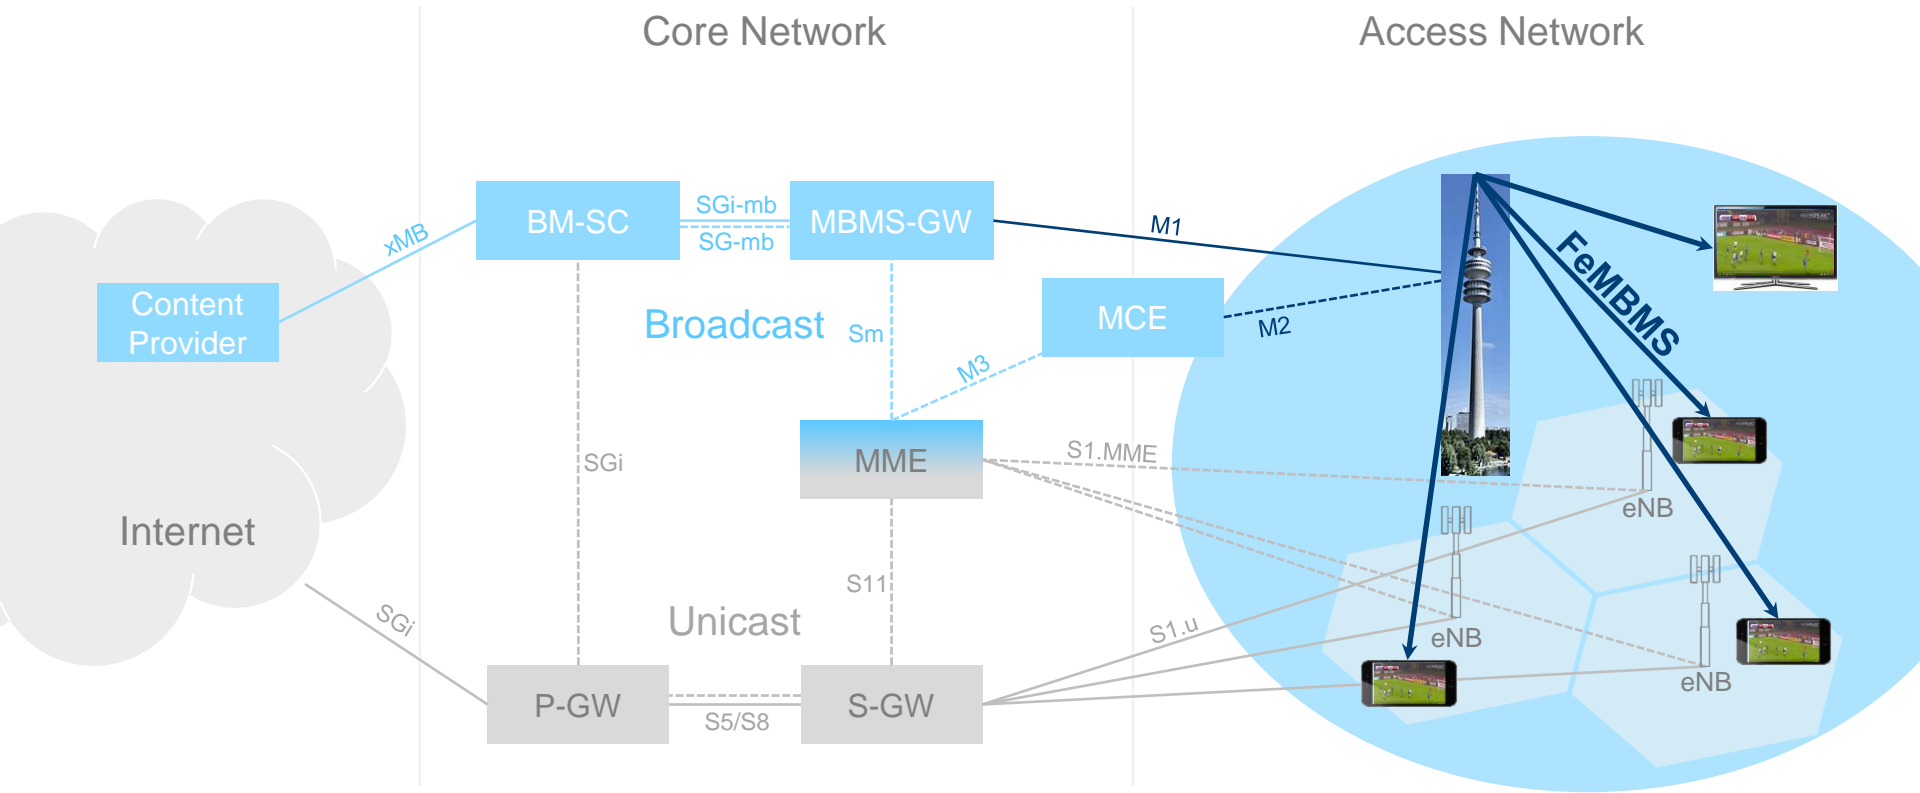 Core Network
Access Network
BM-SC
SGi-mb
SG-mb
MBMS-GW
M1
xMB
Content
Provider
Broadcast
Sm
MCE
M2
FeMBMS
M3
MME
S1.MME
SGi
Internet
eNB
S11
SGi
Unicast
S1.u
eNB
P-GW
S5/S8
S-GW
eNB